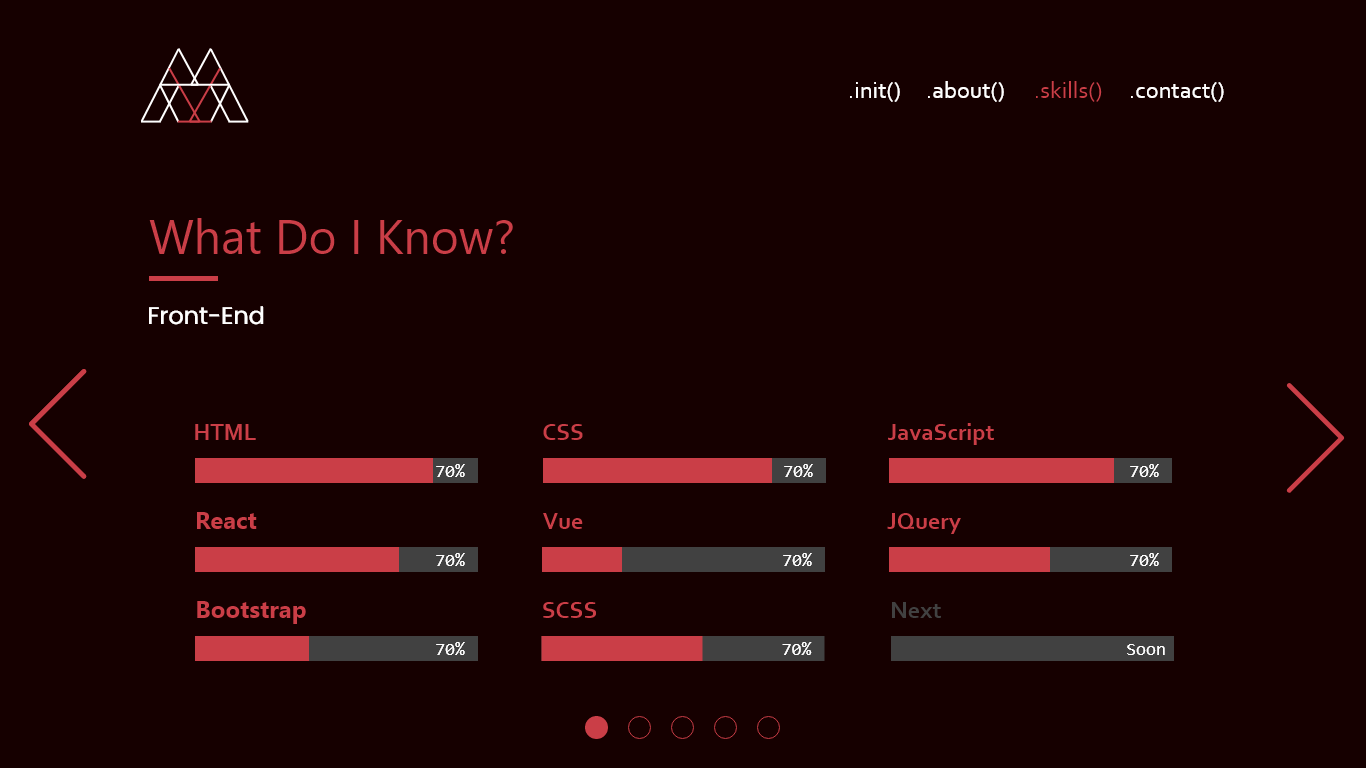 .init() .about() .skills() .contact()
What Do I Know?
Front-End
HTML CSS JavaScript
70% 70% 70%
React Vue JQuery
70% 70% 70%
Bootstrap SCSS Next
70% 70% Soon